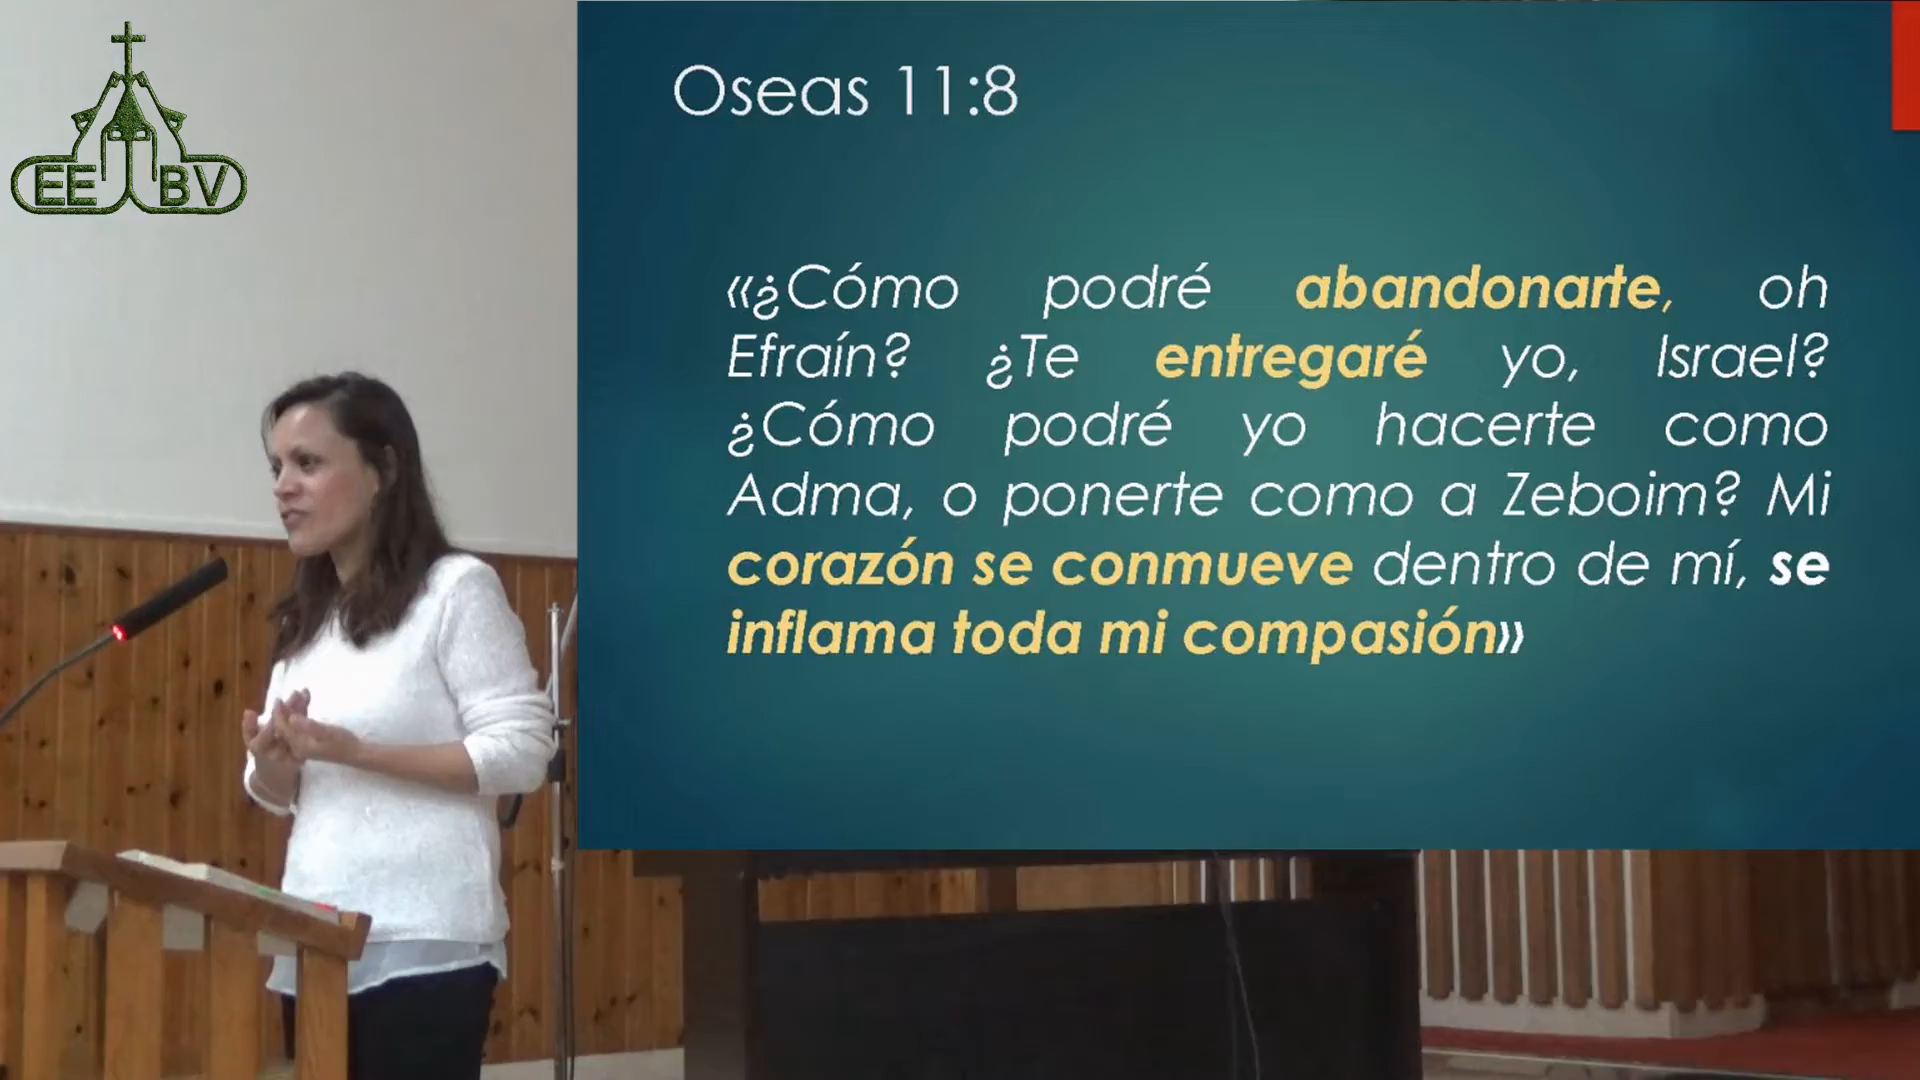 EE BV
Oseas 11:8
«¿Cómo podré abandonarte, oh
Efraín? ¿Te entregaré yo, Israel?
¿Cómo podré yo hacerte como
Adma, o ponerte como a Zeboim? Mi
corazón se conmueve dentro de mí, se
inflama toda mi compasión»